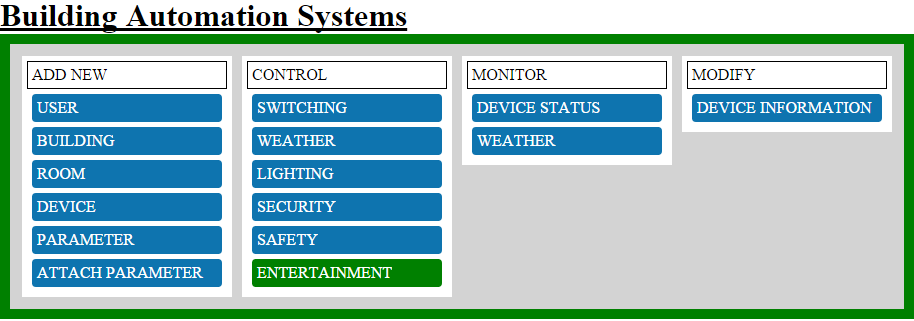 Building Automation Systems
ADD NEW
USER
BUILDING
ROOM
DEVICE
PARAMETER
ATTACH PARAMETER
CONTROL
SWITCHING
WEATHER
LIGHTING
SECURITY
SAFETY
ENTERTAINMENT
MONITOR
DEVICE STATUS
WEATHER
MODIFY
DEVICE INFORMATION